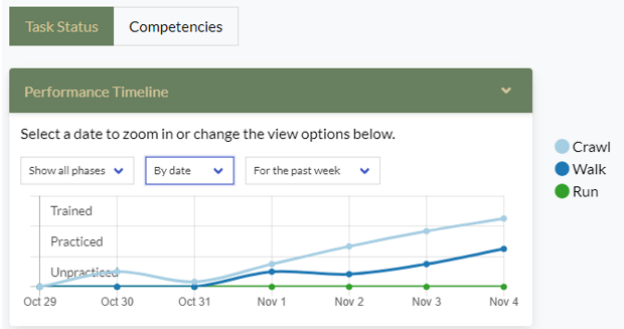 Task Status Competencies
Performance Timeline
Select a date to zoom in or change the view options below.
Show all phases By date For the past week
Crawl
Walk
Run
Trained
Practiced
Unpracticed
Oct 29 Oct 30 Oct 31 Nov 1 Nov 2 Nov 3 Nov 4